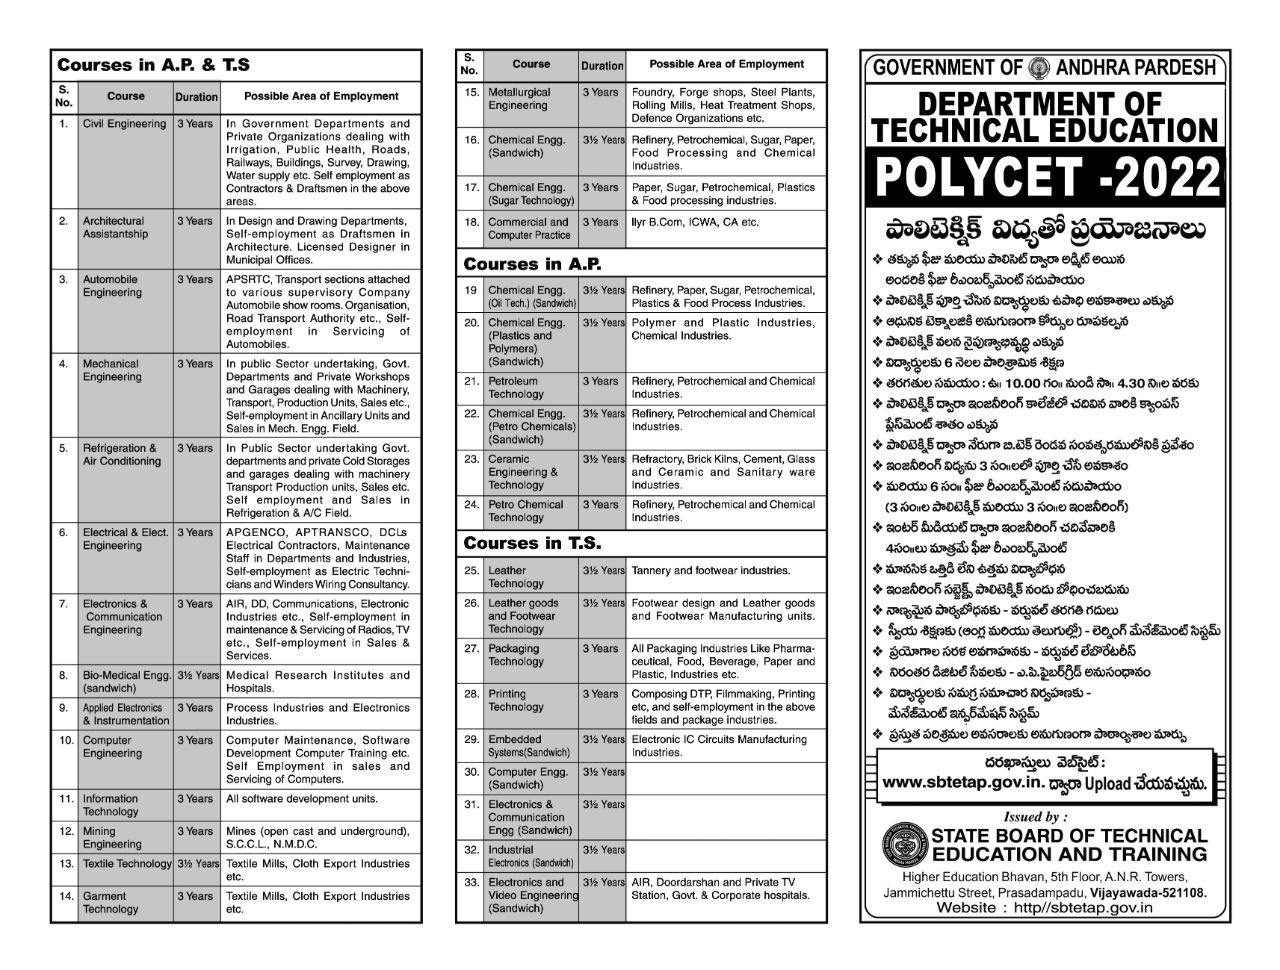 Courses in A.P. & T.S
S. No. Course Duration Possible Area of Employment
1. Civil Engineering 3 Years In Government Departments and
Private Organizations dealing with
Irrigation, Public Health, Roads,
Railways, Buildings, Survey, Drawing,
Water supply etc. Self employment as
Contractors & Draftsmen in the above
areas.
2. Architectural 3 Years In Design and Drawing Departments,
Assistantship Self-employment as Draftsmen in
Architecture. Licensed Designer in
Municipal Offices.
3. Automobile 3 Years APSRTC, Transport sections attached
Engineering to various supervisory Company
Automobile show rooms. Organisation,
Road Transport Authority etc., Self-
employment in Servicing of
Automobiles.
4. Mechanical 3 Years In public Sector undertaking, Govt.
Engineering Departments and Private Workshops
and Garages dealing with Machinery,
Transport, Production Units, Sales etc.,
Self-employment in Ancillary Units and
Sales in Mech. Engg. Field.
5. Refrigeration & 3 Years In Public Sector undertaking Govt.
Air Conditioning departments and private Cold Storages
and garages dealing with machinery
Transport Production units, Sales etc.
Self employment and Sales in
Refrigeration & A/C Field.
6. Electrical & Elect. 3 Years APGENCO, APTRANSCO, DCLs
Engineering Electrical Contractors, Maintenance
Staff in Departments and Industries,
Self-employment as Electric Techni-
cians and Winders Wiring Consultancy.
7. Electronics & 3 Years AIR, DD, Communications, Electronic
Communication Industries etc., Self-employment in
Engineering maintenance & Servicing of Radios, TV
etc., Self-employment in Sales &
Services.
8. Bio-Medical Engg. 3½ Years Medical Research Institutes and
(sandwich) Hospitals.
9. Applied Electronics 3 Years Process Industries and Electronics
& Instrumentation Industries.
10. Computer 3 Years Computer Maintenance, Software
Engineering Development Computer Training etc.
Self Employment in sales and
Servicing of Computers.
11. Information 3 Years All software development units.
Technology
12. Mining 3 Years Mines (open cast and underground),
Engineering S.C.C.L., N.M.D.C.
13. Textile Technology 3½ Years Textile Mills, Cloth Export Industries
etc.
14. Garment 3 Years Textile Mills, Cloth Export Industries
Technology etc.
S. No. Course Duration Possible Area of Employment
15. Metallurgical 3 Years Foundry, Forge shops, Steel Plants,
Engineering Rolling Mills, Heat Treatment Shops,
Defence Organizations etc.
16. Chemical Engg. 3½ Years Refinery, Petrochemical, Sugar, Paper,
(Sandwich) Food Processing and Chemical
Industries.
17. Chemical Engg. 3 Years Paper, Sugar, Petrochemical, Plastics
(Sugar Technology) & Food processing industries.
18. Commercial and 3 Years IIyr B.Com, ICWA, CA etc.
Computer Practice
Courses in A.P.
19 Chemical Engg. 3½ Years Refinery, Paper, Sugar, Petrochemical,
(Oil Tech.) (Sandwich) Plastics & Food Process Industries.
20. Chemical Engg. 3½ Years Polymer and Plastic Industries,
(Plastics and Chemical Industries.
Polymers)
(Sandwich)
21. Petroleum 3 Years Refinery, Petrochemical and Chemical
Technology Industries.
22. Chemical Engg. 3½ Years Refinery, Petrochemical and Chemical
(Petro Chemicals) Industries.
(Sandwich)
23. Ceramic 3½ Years Refractory, Brick Kilns, Cement, Glass
Engineering & and Ceramic and Sanitary ware
Technology Industries.
24. Petro Chemical 3 Years Refinery, Petrochemical and Chemical
Technology Industries.
Courses in T.S.
25. Leather 3½ Years Tannery and footwear industries.
Technology
26. Leather goods 3½ Years Footwear design and Leather goods
and Footwear and Footwear Manufacturing units.
Technology
27. Packaging 3 Years All Packaging Industries Like Pharma-
Technology ceutical, Food, Beverage, Paper and
Plastic, Industries etc.
28. Printing 3 Years Composing DTP, Filmmaking, Printing
Technology etc, and self-employment in the above
fields and package industries.
29. Embedded 3½ Years Electronic IC Circuits Manufacturing
Systems(Sandwich) Industries.
30. Computer Engg. 3½ Years
(Sandwich)
31. Electronics & 3½ Years
Communication
Engg (Sandwich)
32. Industrial 3½ Years
Electronics (Sandwich)
33. Electronics and 3½ Years AIR, Doordarshan and Private TV
Video Engineering Station, Govt. & Corporate hospitals.
(Sandwich)
GOVERNMENT OF ANDHRA PARDESH
DEPARTMENT OF
TECHNICAL EDUCATION
POLYCET -2022
పాలిటెక్నిక్ విద్యతో ప్రయోజనాలు
❖ తక్కువ ఫీజు మరియు పాలిసెట్ ద్వారా అడ్మిట్ అయిన
అందరికి ఫీజు రీఎంబర్స్‌మెంట్ సదుపాయం
❖ పాలిటెక్నిక్ పూర్తి చేసిన విద్యార్థులకు ఉపాధి అవకాశాలు ఎక్కువ
❖ ఆధునిక టెక్నాలజికి అనుగుణంగా కోర్సుల రూపకల్పన
❖ పాలిటెక్నిక్ వలన నైపుణ్యాభివృద్ధి ఎక్కువ
❖ విద్యార్ధులకు 6 నెలల పారిశ్రామిక శిక్షణ
❖ తరగతుల సమయం : ఉ॥ 10.00 గం॥ నుండి సా॥ 4.30 ని॥ల వరకు
❖ పాలిటెక్నిక్ ద్వారా ఇంజనీరింగ్ కాలేజీలో చదివిన వారికి క్యాంపస్
ప్లేస్‌మెంట్ శాతం ఎక్కువ
❖ పాలిటెక్నిక్ ద్వారా నేరుగా బి.టెక్ రెండవ సంవత్సరములోనికి ప్రవేశం
❖ ఇంజనీరింగ్ విద్యను 3 సం॥లలో పూర్తి చేసే అవకాశం
❖ మరియు 6 సం॥ ఫీజు రీఎంబర్స్‌మెంట్ సదుపాయం
(3 సం॥ల పాలిటెక్నిక్ మరియు 3 సం॥ల ఇంజనీరింగ్)
❖ ఇంటర్ మీడియట్ ద్వారా ఇంజనీరింగ్ చదివేవారికి
4సం॥లు మాత్రమే ఫీజు రీఎంబర్స్‌మెంట్
❖ మానసిక ఒత్తిడి లేని ఉత్తమ విద్యాబోధన
❖ ఇంజనీరింగ్ సబ్జెక్ట్స్ పాలిటెక్నిక్ నందు బోధించబడును
❖ నాణ్యమైన పాఠ్యబోధనకు - వర్చువల్ తరగతి గదులు
❖ స్వీయ శిక్షణకు (ఆంగ్ల మరియు తెలుగుల్లో) - లెర్నింగ్ మేనేజ్‌మెంట్ సిస్టమ్
❖ ప్రయోగాల సరళ అవగాహనకు - వర్చువల్ లేబొరేటరీస్
❖ నిరంతర డిజిటల్ సేవలకు - ఎ.పి.ఫైబర్‌గ్రిడ్ అనుసంధానం
❖ విద్యార్థులకు సమగ్ర సమాచార నిర్వహణకు -
మేనేజ్‌మెంట్ ఇన్ఫర్‌మేషన్ సిస్టమ్
❖ ప్రస్తుత పరిశ్రమల అవసరాలకు అనుగుణంగా పాఠ్యాంశాల మార్పు
దరఖాస్తులు వెబ్‌సైట్ :
www.sbtetap.gov.in. ద్వారా Upload చేయవచ్చును.
Issued by :
STATE BOARD OF TECHNICAL
EDUCATION AND TRAINING
Higher Education Bhavan, 5th Floor, A.N.R. Towers,
Jammichettu Street, Prasadampadu, Vijayawada-521108.
Website : http//sbtetap.gov.in